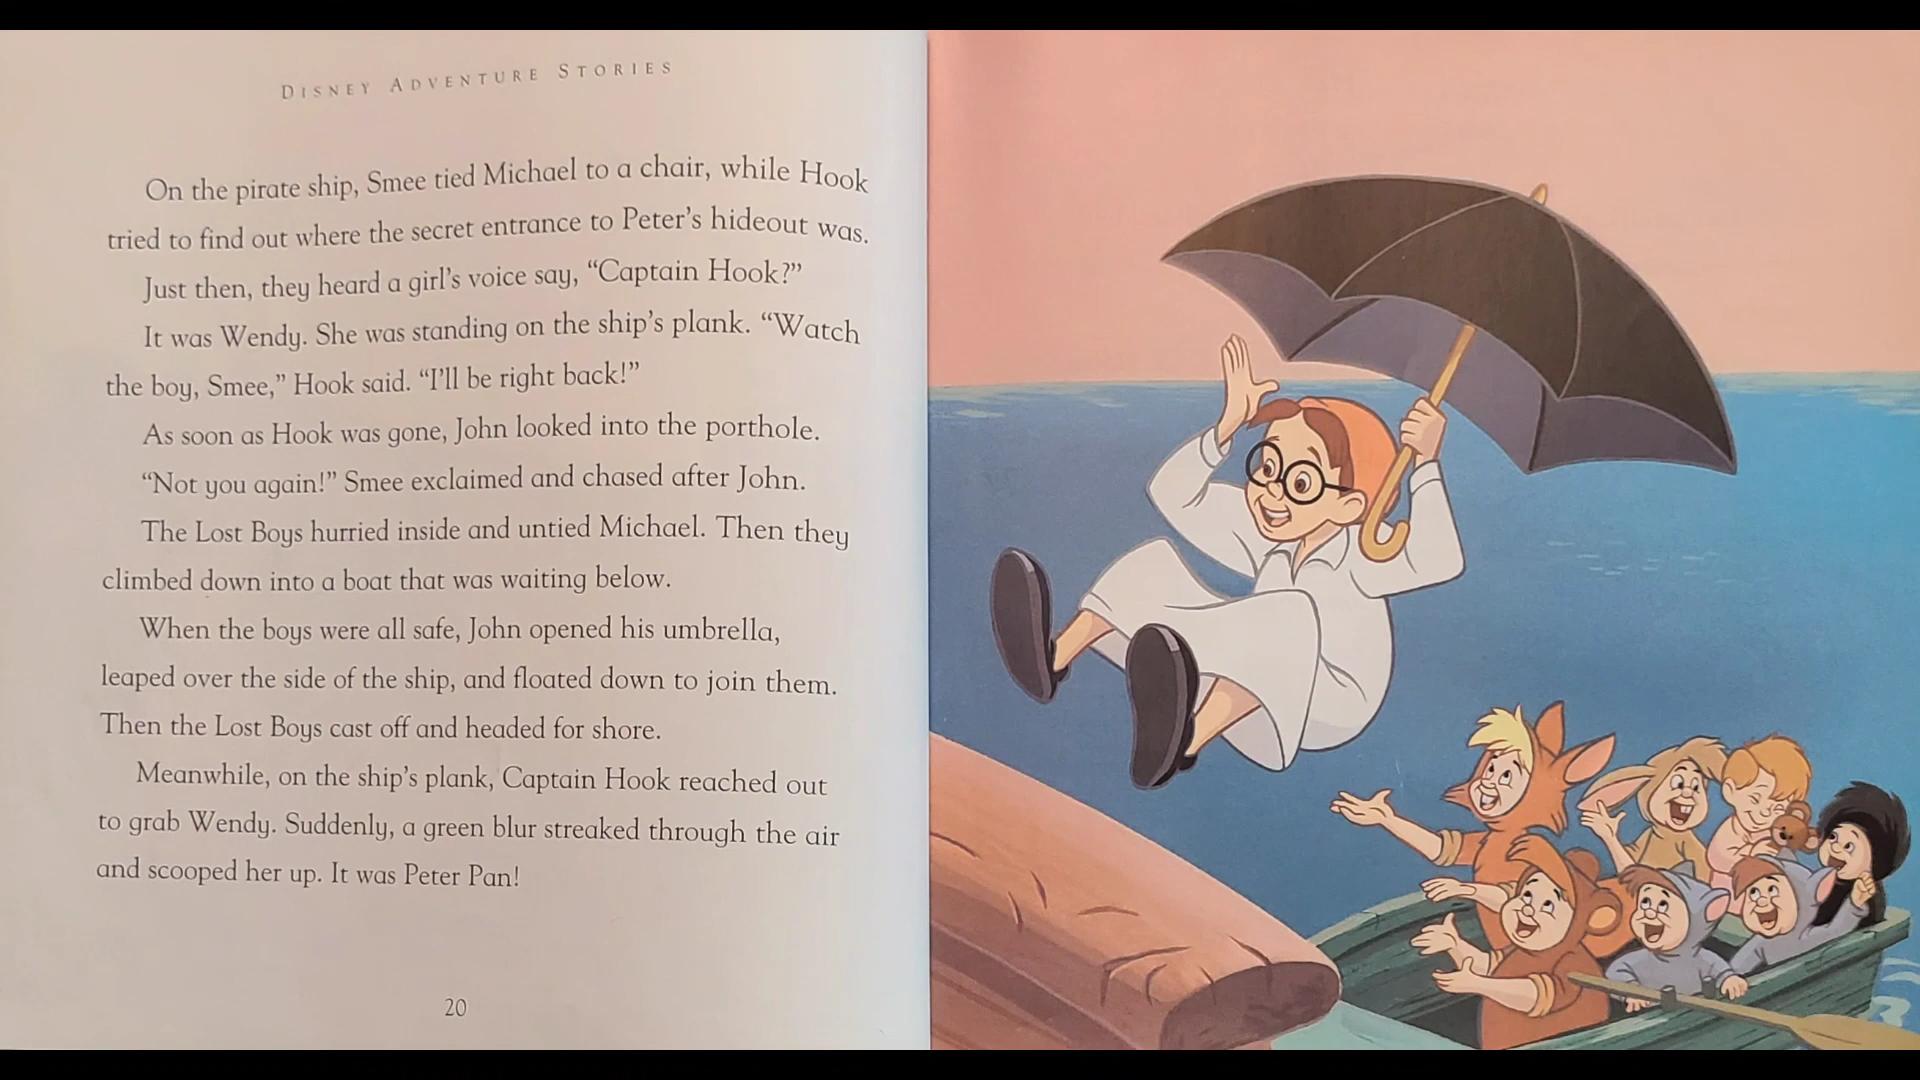 DISNEY ADVENTURE STORIES
On the pirate ship, Smee tied Michael to a chair, while Hook
tried to find out where the secret entrance to Peter’s hideout was.
Just then, they heard a girl’s voice say, “Captain Hook?”
It was Wendy. She was standing on the ship’s plank. “Watch
the boy, Smee,” Hook said. “I’ll be right back!”
As soon as Hook was gone, John looked into the porthole.
“Not you again!” Smee exclaimed and chased after John.
The Lost Boys hurried inside and untied Michael. Then they
climbed down into a boat that was waiting below.
When the boys were all safe, John opened his umbrella,
leaped over the side of the ship, and floated down to join them.
Then the Lost Boys cast off and headed for shore.
Meanwhile, on the ship’s plank, Captain Hook reached out
to grab Wendy. Suddenly, a green blur streaked through the air
and scooped her up. It was Peter Pan!
20